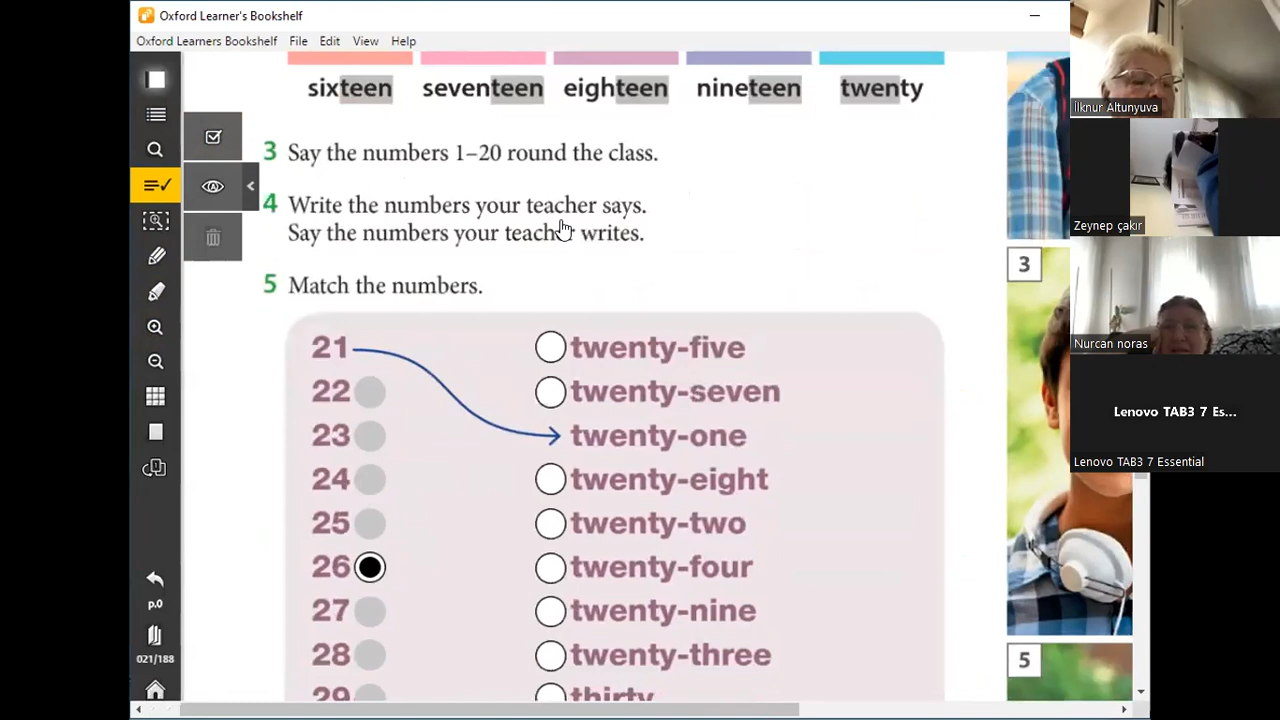 Oxford Learner's Bookshelf
Oxford Learners Bookshelf File Edit View Help
sixteen seventeen eighteen nineteen twenty
3 Say the numbers 1–20 round the class.
4 Write the numbers your teacher says.
Say the numbers your teacher writes.
5 Match the numbers.
21 twenty-five
22 twenty-seven
23 twenty-one
24 twenty-eight
25 twenty-two
26 twenty-four
27 twenty-nine
28 twenty-three
29 thirty
p.0
021/188
3
5
İlknur Altunyuva
Zeynep çakır
Nurcan noras
Lenovo TAB3 7 Es...
Lenovo TAB3 7 Essential